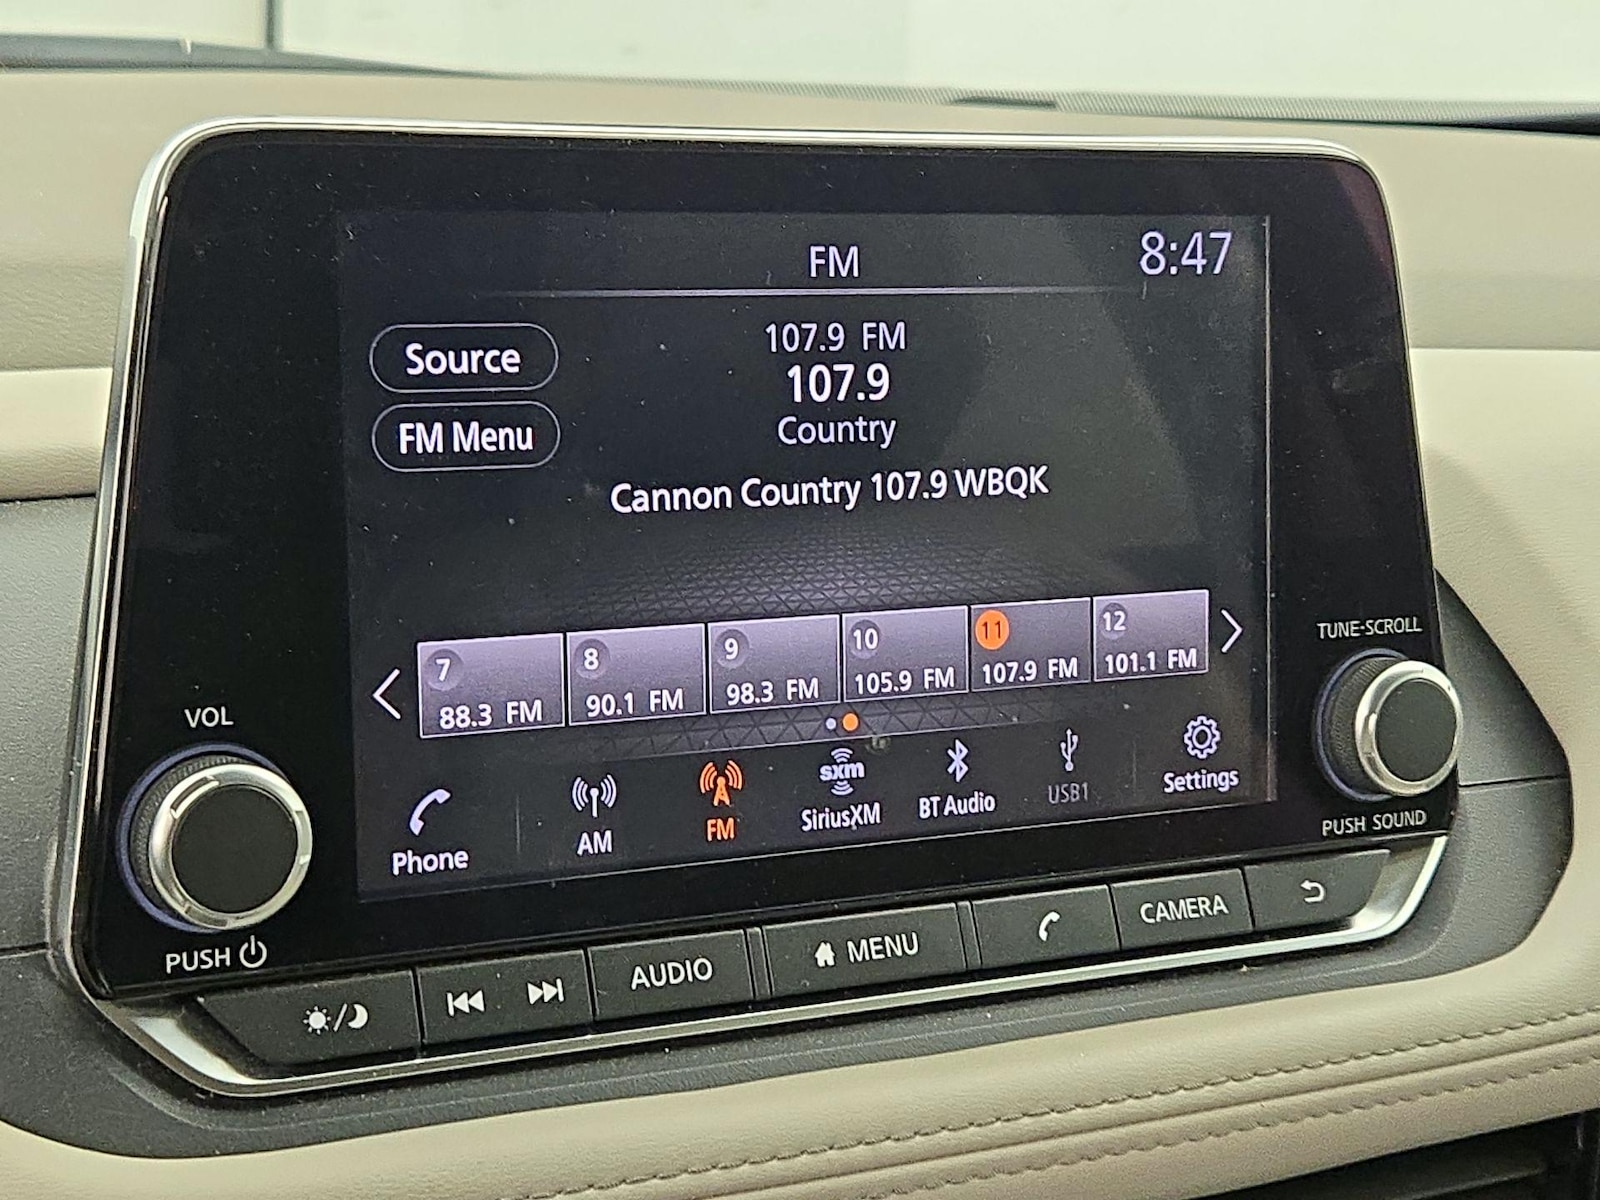 FM
8:47
Source
107.9 FM
107.9
FM Menu
Country
Cannon Country 107.9 WBQK
7
8
9
10
11
12
88.3 FM
90.1 FM
98.3 FM
105.9 FM
107.9 FM
101.1 FM
TUNE-SCROLL
VOL
Phone
AM
FM
sxm
SiriusXM
BT Audio
USB1
Settings
PUSH SOUND
PUSH
AUDIO
MENU
CAMERA